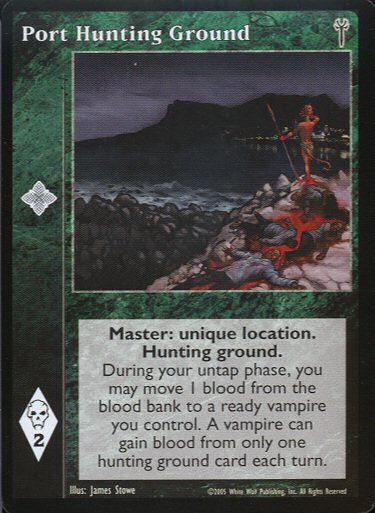 Port Hunting Ground
Master: unique location.
Hunting ground.
During your untap phase, you
may move 1 blood from the
blood bank to a ready vampire
you control. A vampire can
gain blood from only one
hunting ground card each turn.
2
Illus: James Stowe
©2005 White Wolf Publishing, Inc. All Rights Reserved